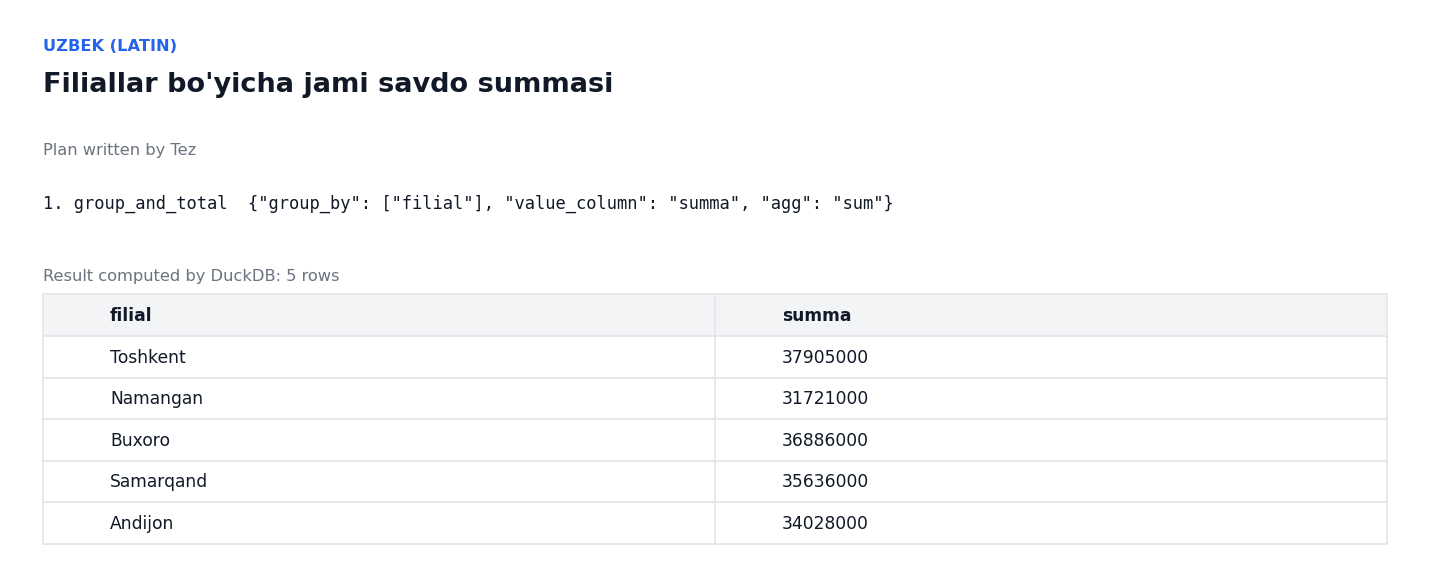 UZBEK (LATIN)
Filiallar bo'yicha jami savdo summasi
Plan written by Tez
1. group_and_total  {"group_by": ["filial"], "value_column": "summa", "agg": "sum"}
Result computed by DuckDB: 5 rows
filial summa
Toshkent 37905000
Namangan 31721000
Buxoro 36886000
Samarqand 35636000
Andijon 34028000